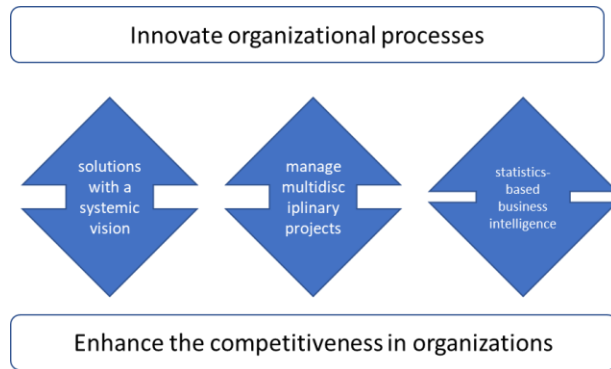 Innovate organizational processes
solutions
with a
systemic
vision
manage
multidisc
iplinary
projects
statistics-
based
business
intelligence
Enhance the competitiveness in organizations